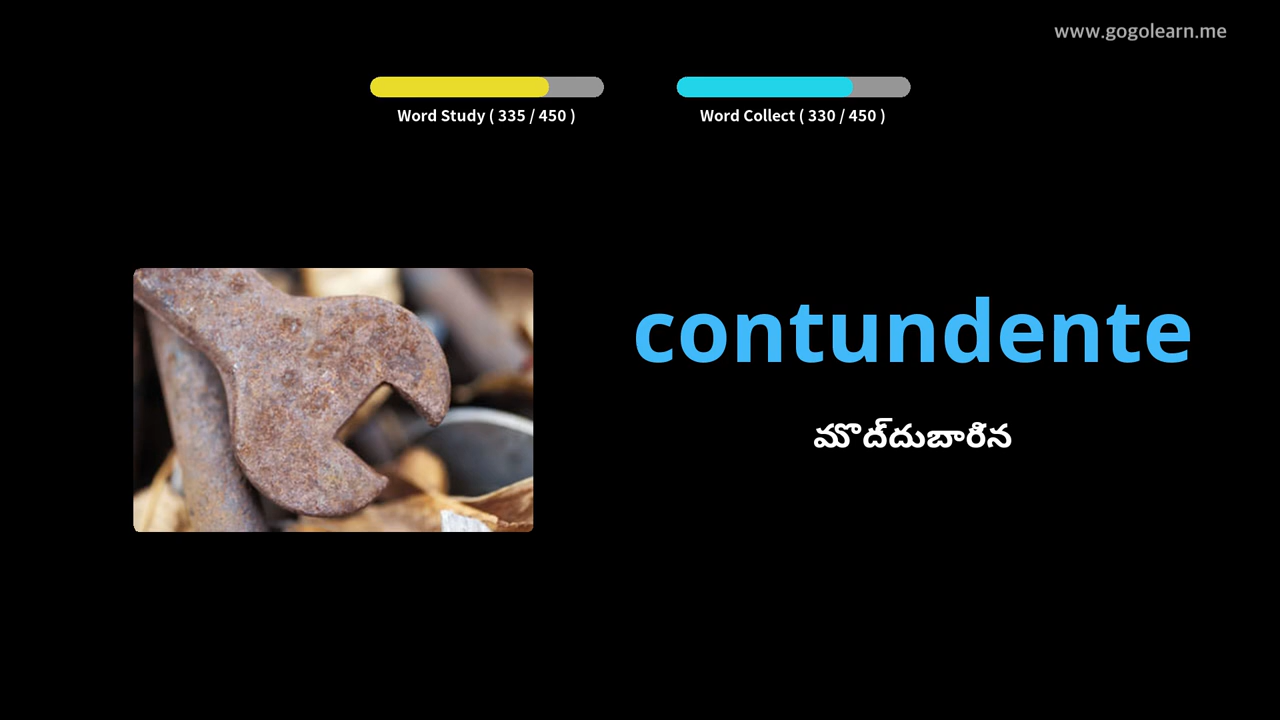 www.gogolearn.me
Word Study ( 335 / 450 )
Word Collect ( 330 / 450 )
contundente
మొద్‌దుబారిన